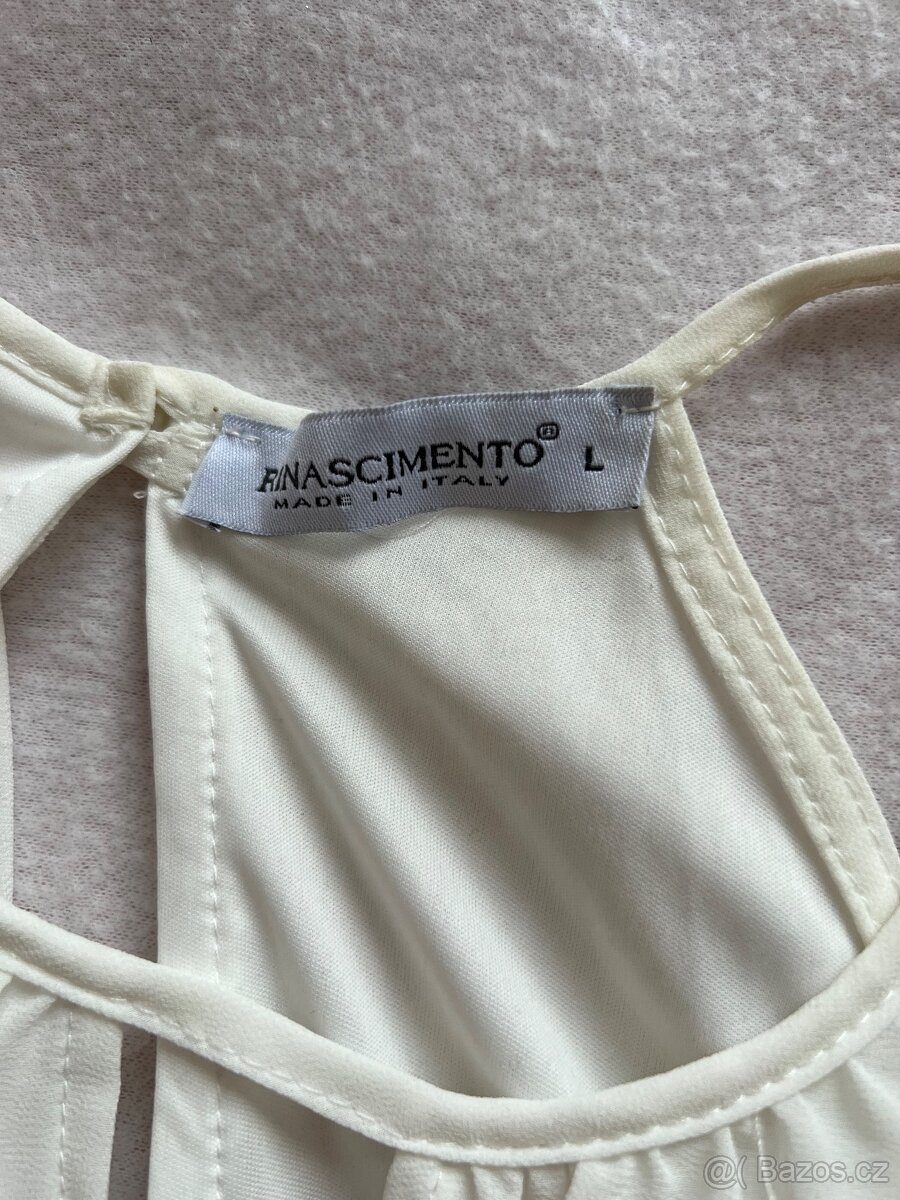 RINASCIMENTO® L
MADE IN ITALY
@( Bazos.cz